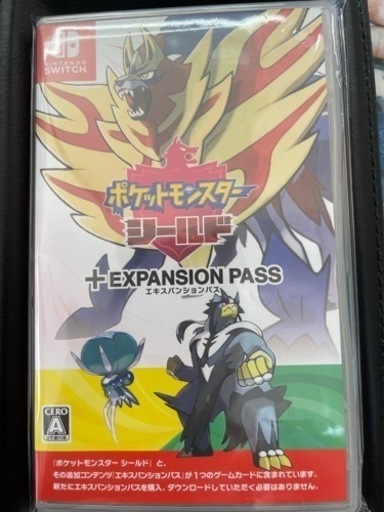 NINTENDO
SWITCH™
ポケットモンスター
シールド
+EXPANSION PASS
エキスパンションパス
CERO
A
『ポケットモンスター シールド』と、
その追加コンテンツ『エキスパンションパス』が1つのゲームカードに含まれています。
新たにエキスパンションパスを購入、ダウンロードしていただく必要はありません。